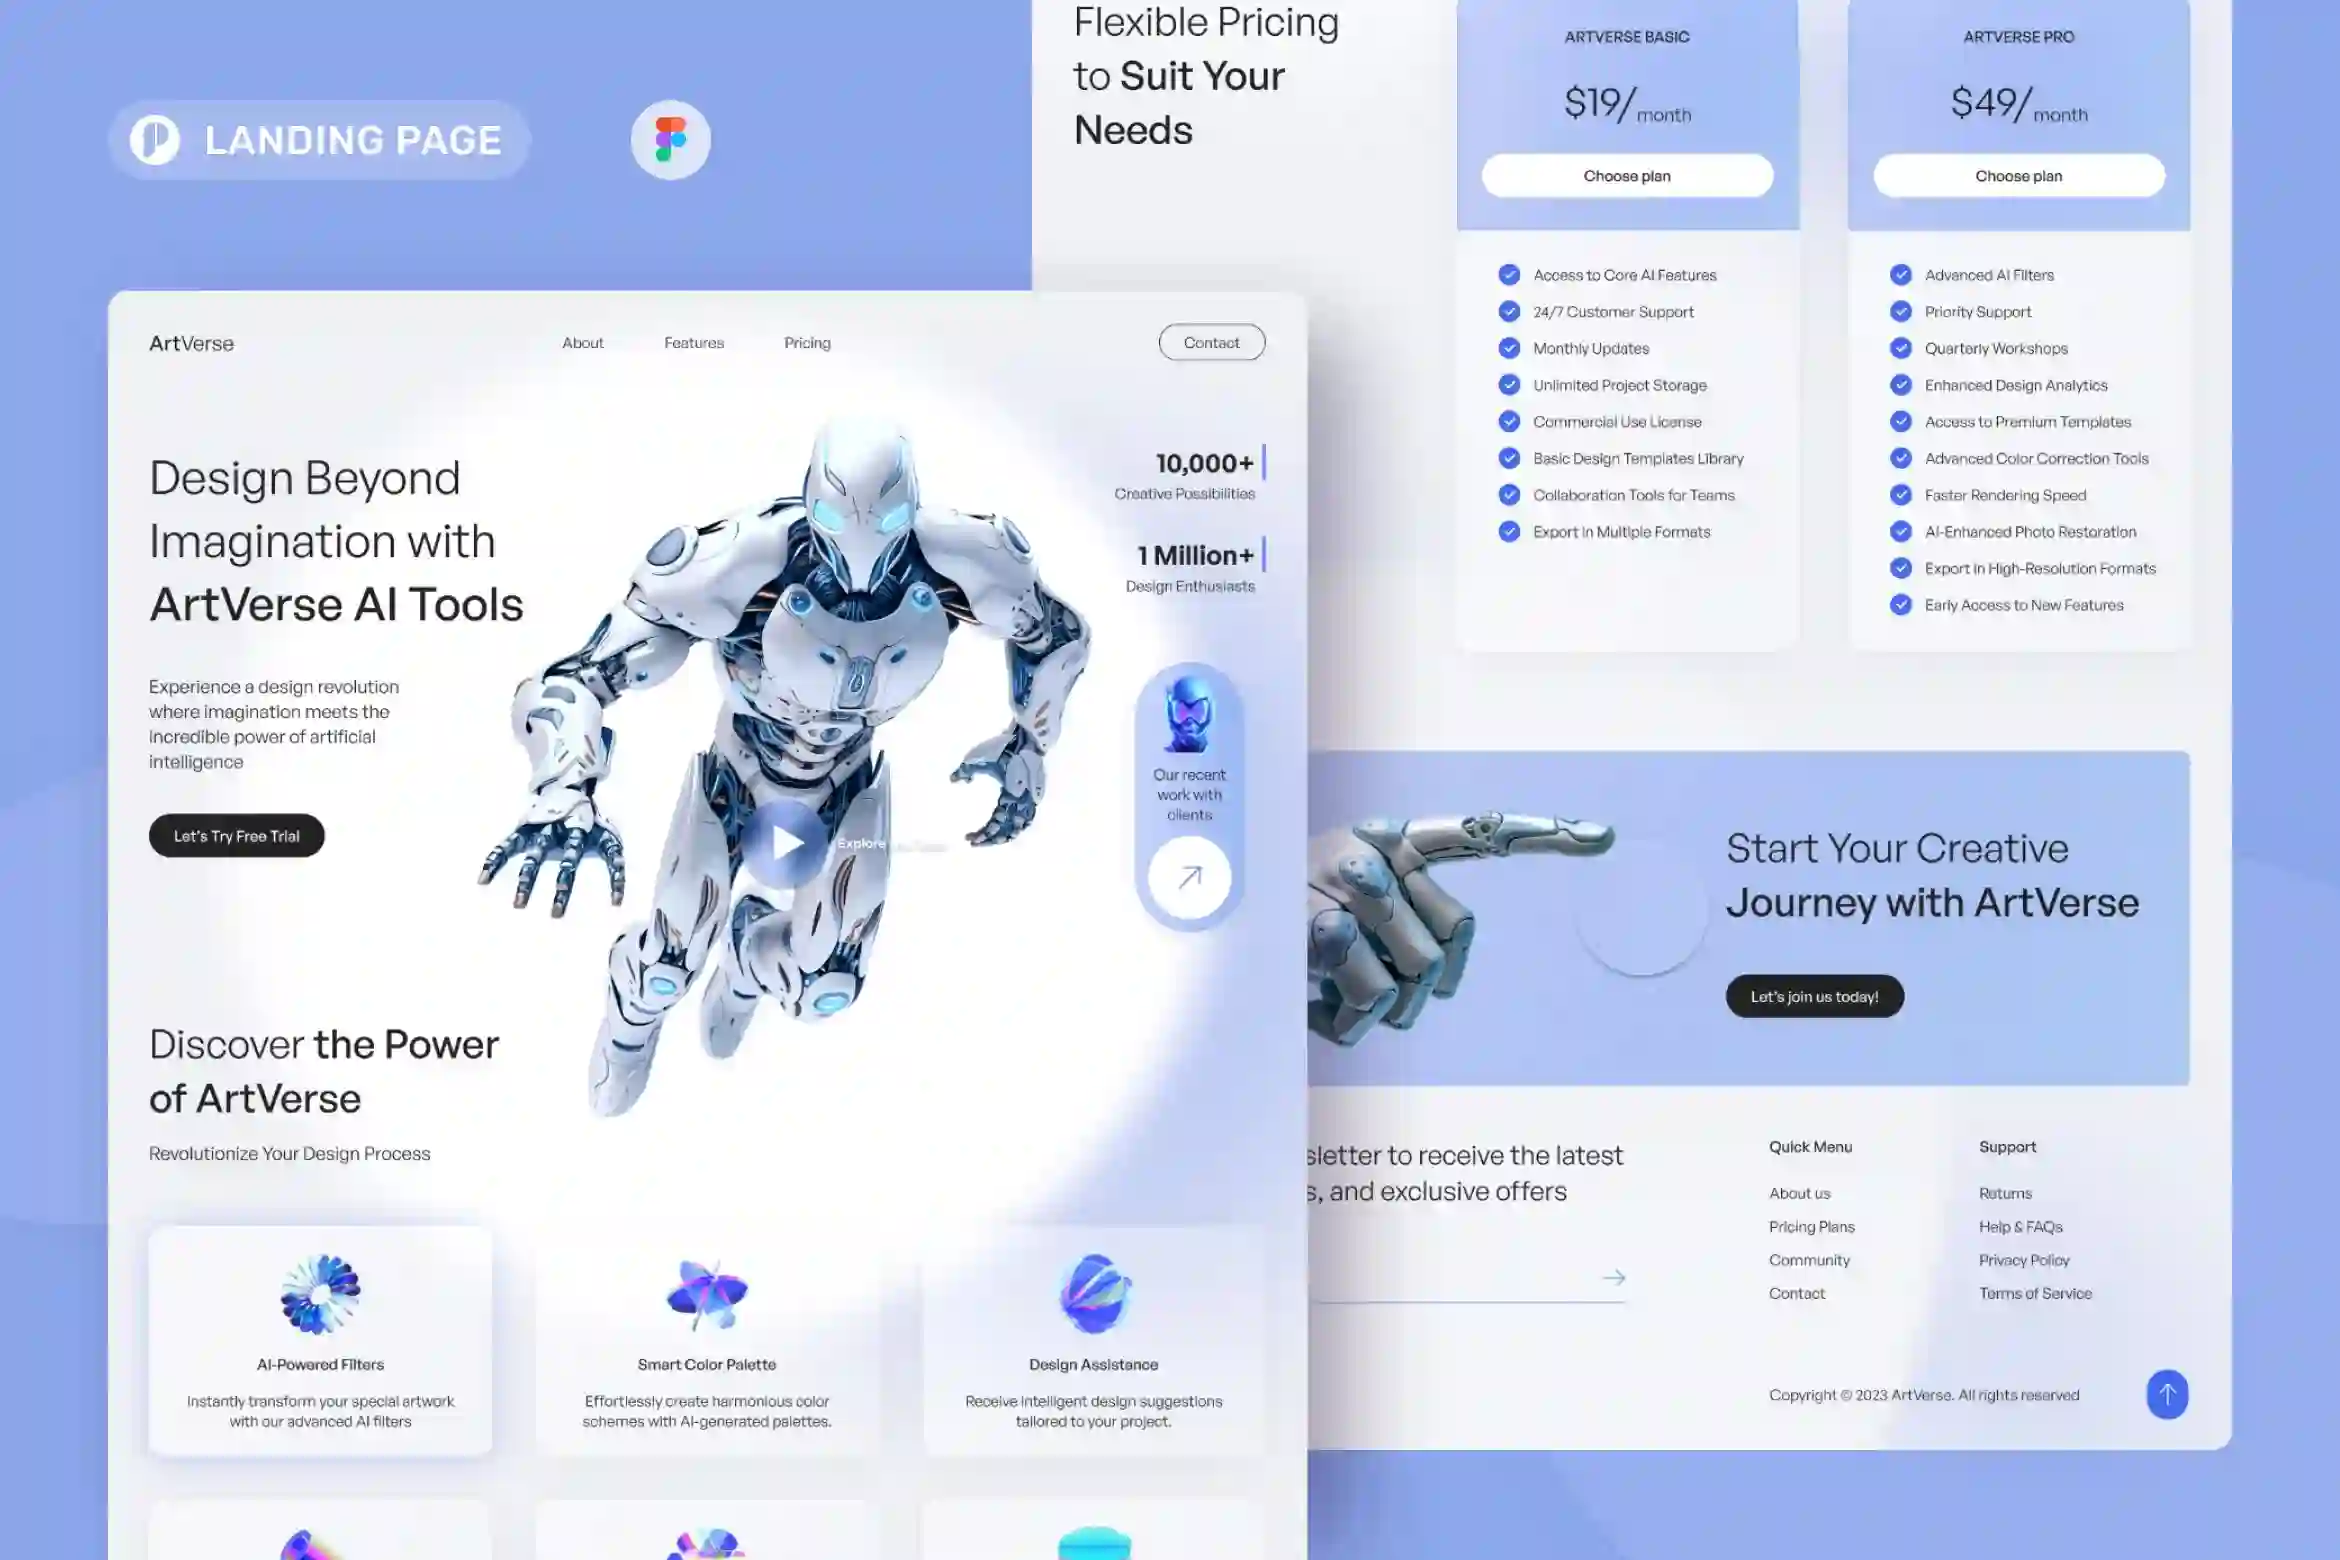 LANDING PAGE
ArtVerse
About
Features
Pricing
Contact
Design Beyond
Imagination with
ArtVerse AI Tools
Experience a design revolution
where imagination meets the
incredible power of artificial
intelligence
Let's Try Free Trial
10,000+
Creative Possibilities
1 Million+
Design Enthusiasts
Explore
Our recent
work with
clients
Discover the Power
of ArtVerse
Revolutionize Your Design Process
AI-Powered Filters
Instantly transform your special artwork
with our advanced AI filters
Smart Color Palette
Effortlessly create harmonious color
schemes with AI-generated palettes.
Design Assistance
Receive intelligent design suggestions
tailored to your project.
Flexible Pricing
to Suit Your
Needs
ARTVERSE BASIC
$19/month
Choose plan
Access to Core AI Features
24/7 Customer Support
Monthly Updates
Unlimited Project Storage
Commercial Use License
Basic Design Templates Library
Collaboration Tools for Teams
Export in Multiple Formats
ARTVERSE PRO
$49/month
Choose plan
Advanced AI Filters
Priority Support
Quarterly Workshops
Enhanced Design Analytics
Access to Premium Templates
Advanced Color Correction Tools
Faster Rendering Speed
AI-Enhanced Photo Restoration
Export in High-Resolution Formats
Early Access to New Features
Start Your Creative
Journey with ArtVerse
Let's join us today!
sletter to receive the latest
s, and exclusive offers
Quick Menu
About us
Pricing Plans
Community
Contact
Support
Returns
Help & FAQs
Privacy Policy
Terms of Service
Copyright © 2023 ArtVerse. All rights reserved